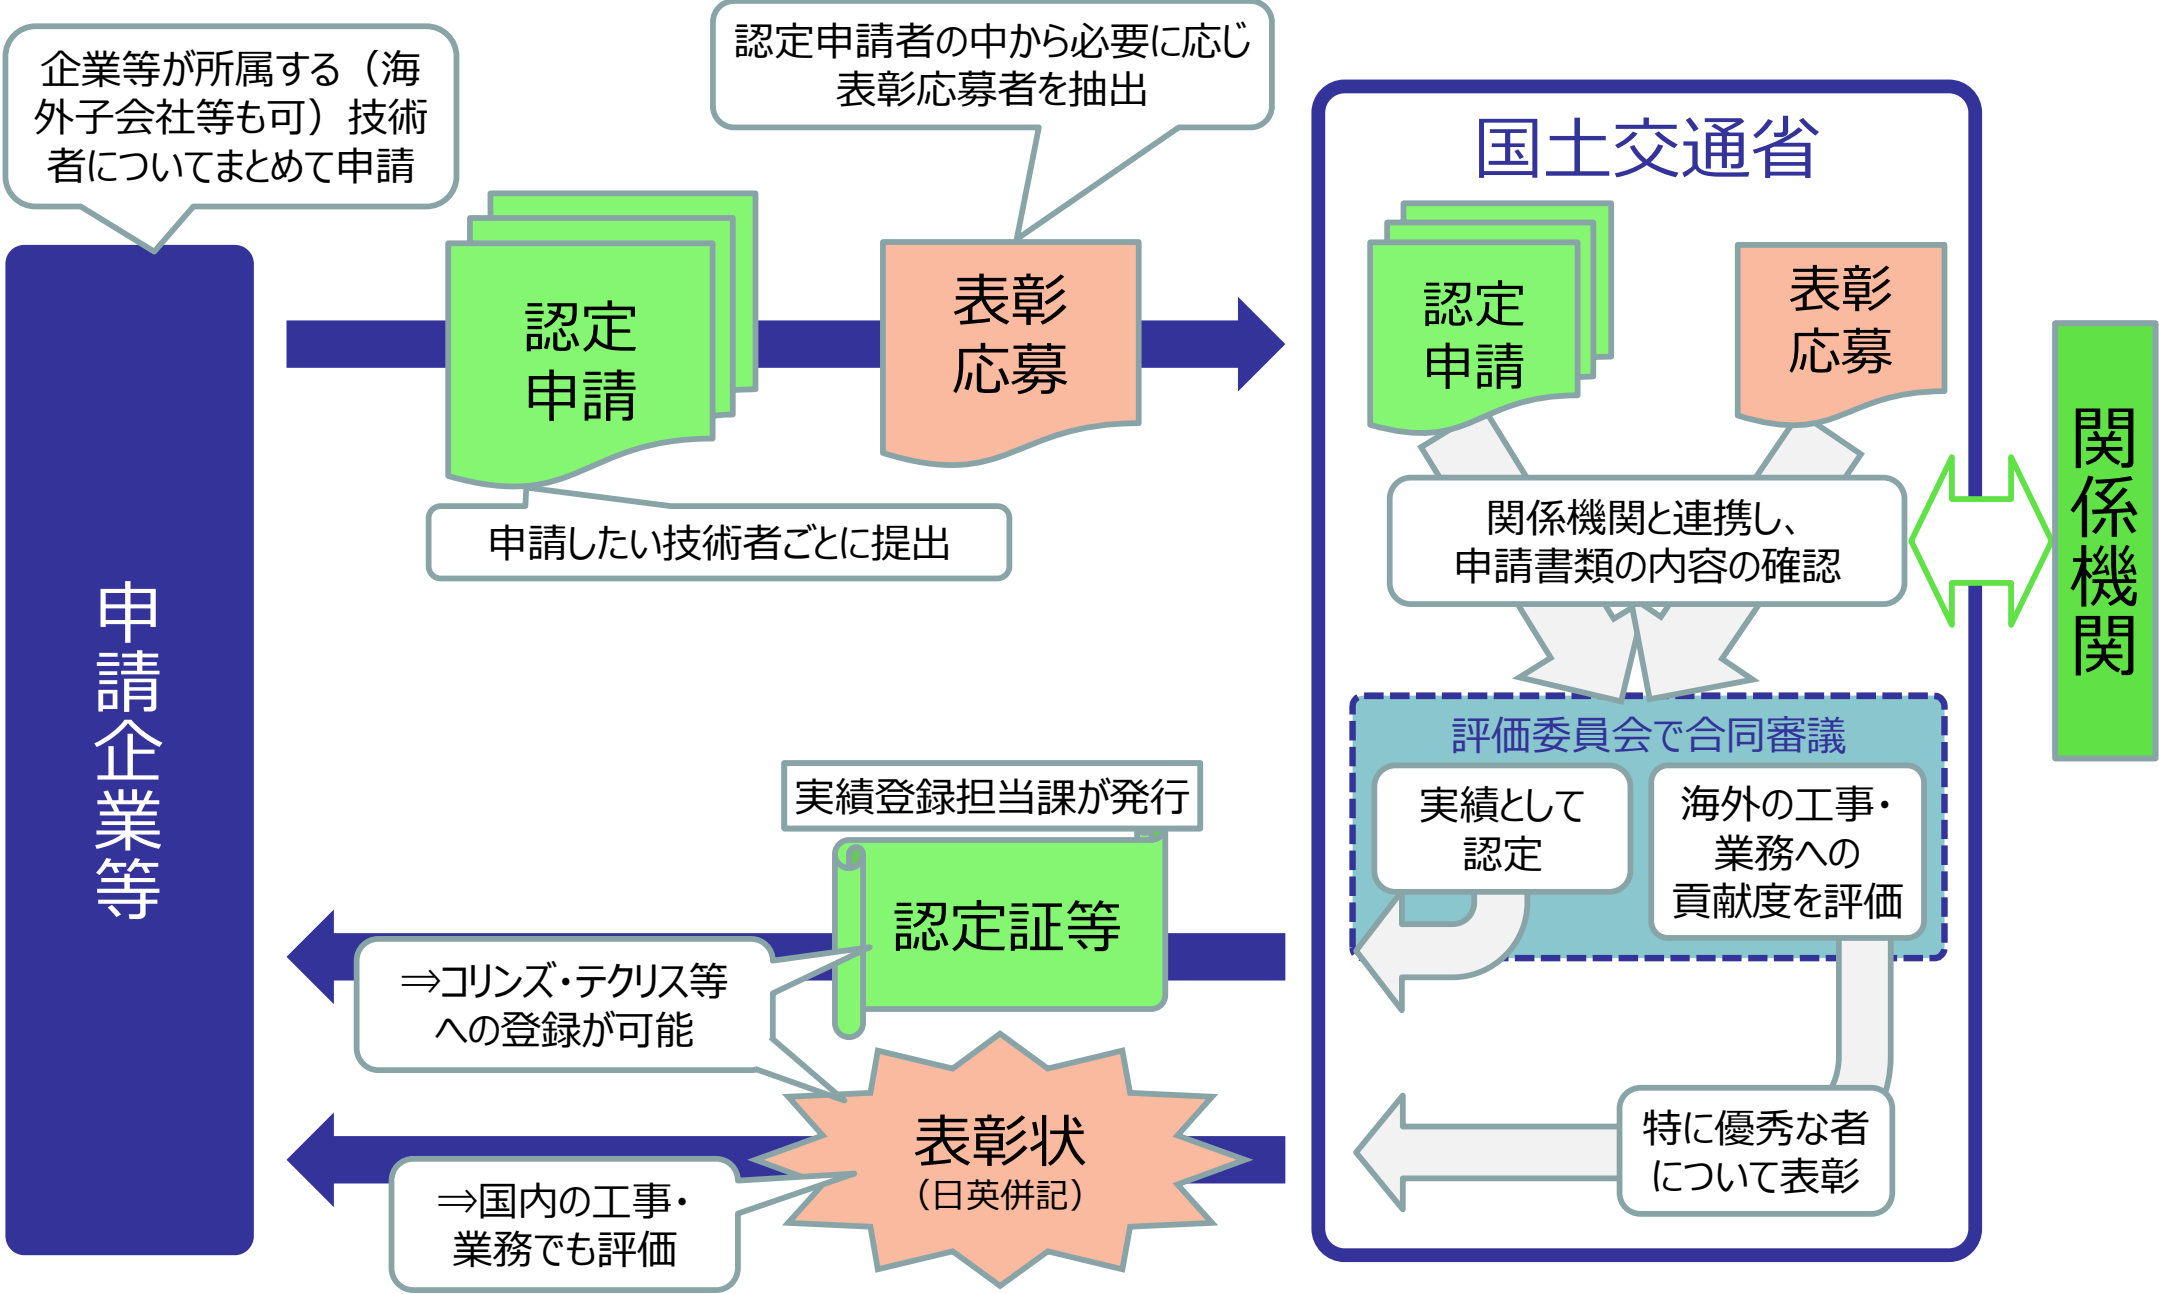 企業等が所属する（海
外子会社等も可）技術
者についてまとめて申請
認定申請者の中から必要に応じ
表彰応募者を抽出
申請企業等
認定
申請
表彰
応募
申請したい技術者ごとに提出
国土交通省
認定
申請
表彰
応募
関係機関と連携し、
申請書類の内容の確認
関係機関
評価委員会で合同審議
実績として
認定
海外の工事・
業務への
貢献度を評価
特に優秀な者
について表彰
実績登録担当課が発行
認定証等
⇒コリンズ・テクリス等
への登録が可能
表彰状
（日英併記）
⇒国内の工事・
業務でも評価